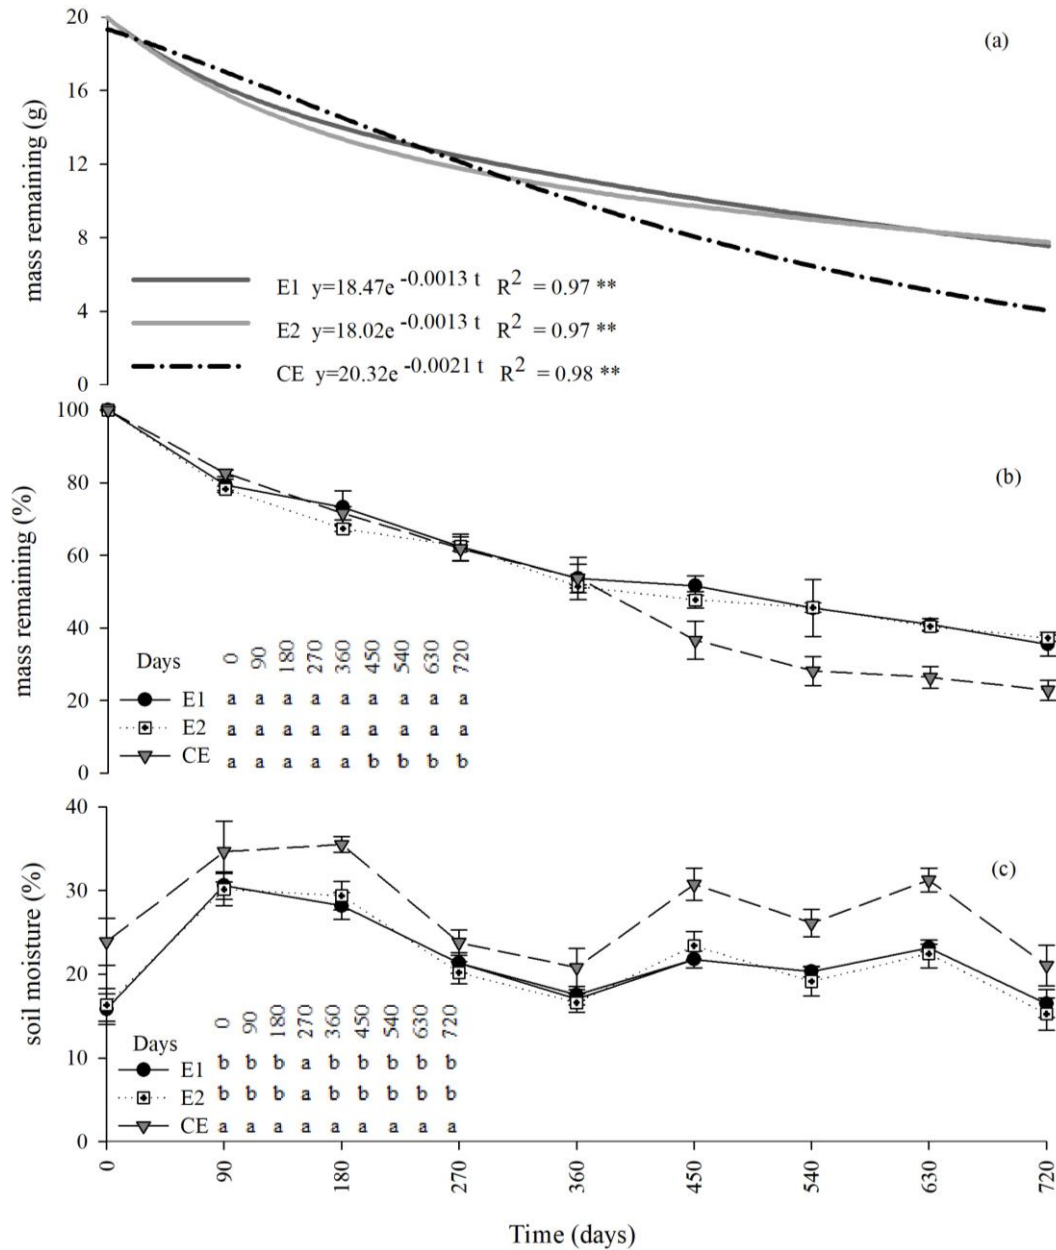 20
(a)
16
12
8
4
0
mass remaining (g)
E1 y=18.47e -0.0013 t R2 = 0.97 **
E2 y=18.02e -0.0013 t R2 = 0.97 **
CE y=20.32e -0.0021 t R2 = 0.98 **
100
(b)
80
60
40
20
0
mass remaining (%)
Days 0 90 180 270 360 450 540 630 720
E1 a a a a a a a a a
E2 a a a a a a a a a
CE a a a a a b b b b
40
(c)
30
20
10
0
soil moisture (%)
Days 0 90 180 270 360 450 540 630 720
E1 b b b a b b b b b
E2 b b b a b b b b b
CE a a a a a a a a a
0 90 180 270 360 450 540 630 720
Time (days)